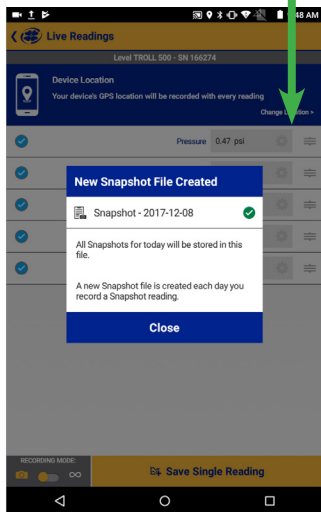 48 AM
Live Readings
Level TROLL 500 - SN 166274
Device Location
Your device's GPS location will be recorded with every reading
Change
>
Pressure 0.47 psi
New Snapshot File Created
Snapshot - 2017-12-08
All Snapshots for today will be stored in this
file.
A new Snapshot file is created each day you
record a Snapshot reading.
Close
RECORDING MODE:
Save Single Reading